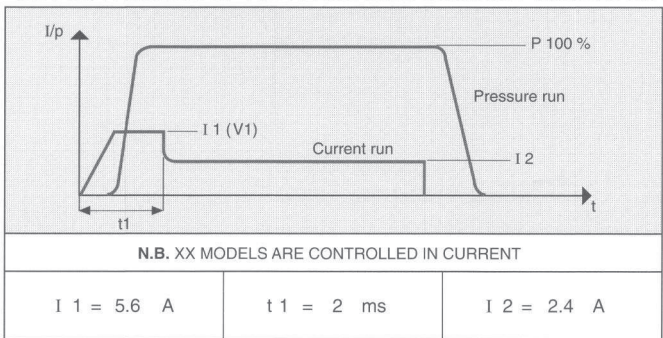 I/p
P 100 %
Pressure run
I 1 (V1)
Current run
I 2
t
t1
N.B. XX MODELS ARE CONTROLLED IN CURRENT
I 1 = 5.6 A
t 1 = 2 ms
I 2 = 2.4 A